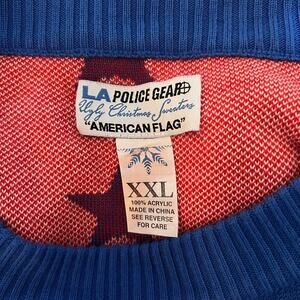 LA POLICE GEAR
Ugly Christmas Sweaters
"AMERICAN FLAG"
XXL
100% ACRYLIC
MADE IN CHINA
SEE REVERSE
FOR CARE